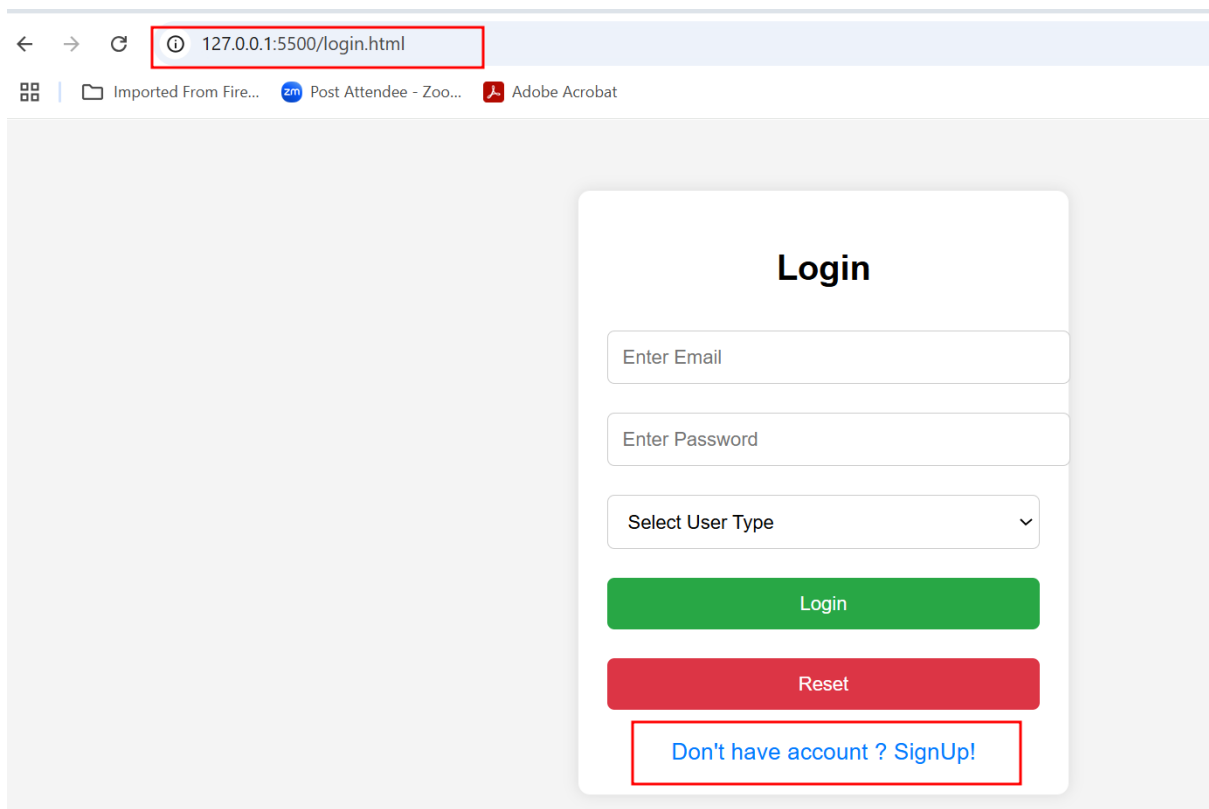 127.0.0.1:5500/login.html
Imported From Fire... zm Post Attendee - Zoo... Adobe Acrobat
Login
Enter Email
Enter Password
Select User Type
Login
Reset
Don't have account ? SignUp!